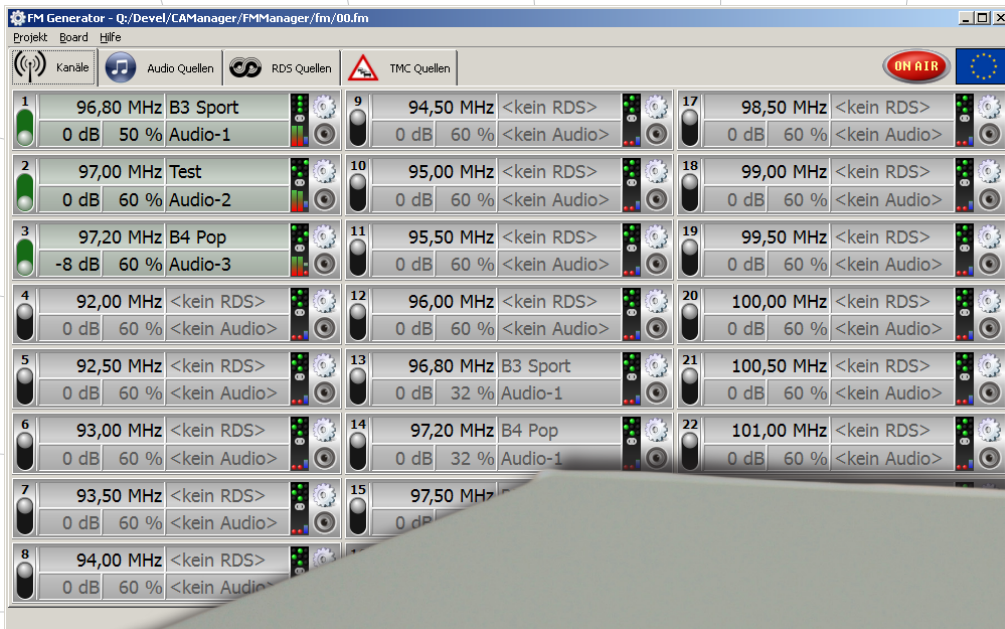 FM Generator - Q:/Devel/CAManager/FMManager/fm/00.fm
Projekt Board Hilfe
Kanäle Audio Quellen RDS Quellen TMC Quellen ON AIR
1 96,80 MHz B3 Sport
0 dB 50 % Audio-1
2 97,00 MHz Test
0 dB 60 % Audio-2
3 97,20 MHz B4 Pop
-8 dB 60 % Audio-3
4 92,00 MHz <kein RDS>
0 dB 60 % <kein Audio>
5 92,50 MHz <kein RDS>
0 dB 60 % <kein Audio>
6 93,00 MHz <kein RDS>
0 dB 60 % <kein Audio>
7 93,50 MHz <kein RDS>
0 dB 60 % <kein Audio>
8 94,00 MHz <kein RDS>
0 dB 60 % <kein Audio>
9 94,50 MHz <kein RDS>
0 dB 60 % <kein Audio>
10 95,00 MHz <kein RDS>
0 dB 60 % <kein Audio>
11 95,50 MHz <kein RDS>
0 dB 60 % <kein Audio>
12 96,00 MHz <kein RDS>
0 dB 60 % <kein Audio>
13 96,80 MHz B3 Sport
0 dB 32 % Audio-1
14 97,20 MHz B4 Pop
0 dB 32 % Audio-1
15 97,50 MHz
0 dB
17 98,50 MHz <kein RDS>
0 dB 60 % <kein Audio>
18 99,00 MHz <kein RDS>
0 dB 60 % <kein Audio>
19 99,50 MHz <kein RDS>
0 dB 60 % <kein Audio>
20 100,00 MHz <kein RDS>
0 dB 60 % <kein Audio>
21 100,50 MHz <kein RDS>
0 dB 60 % <kein Audio>
22 101,00 MHz <kein RDS>
0 dB 60 % <kein Audio>